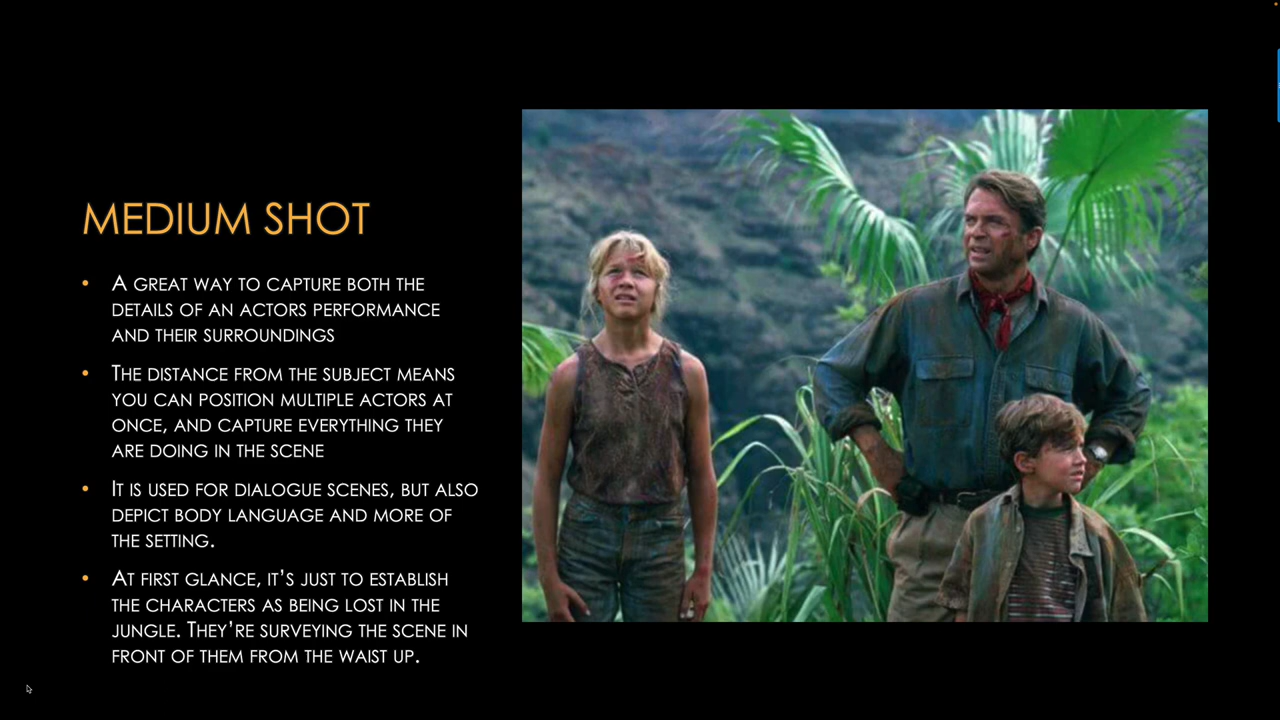 MEDIUM SHOT
• A GREAT WAY TO CAPTURE BOTH THE
DETAILS OF AN ACTORS PERFORMANCE
AND THEIR SURROUNDINGS
• THE DISTANCE FROM THE SUBJECT MEANS
YOU CAN POSITION MULTIPLE ACTORS AT
ONCE, AND CAPTURE EVERYTHING THEY
ARE DOING IN THE SCENE
• IT IS USED FOR DIALOGUE SCENES, BUT ALSO
DEPICT BODY LANGUAGE AND MORE OF
THE SETTING.
• AT FIRST GLANCE, IT’S JUST TO ESTABLISH
THE CHARACTERS AS BEING LOST IN THE
JUNGLE. THEY’RE SURVEYING THE SCENE IN
FRONT OF THEM FROM THE WAIST UP.